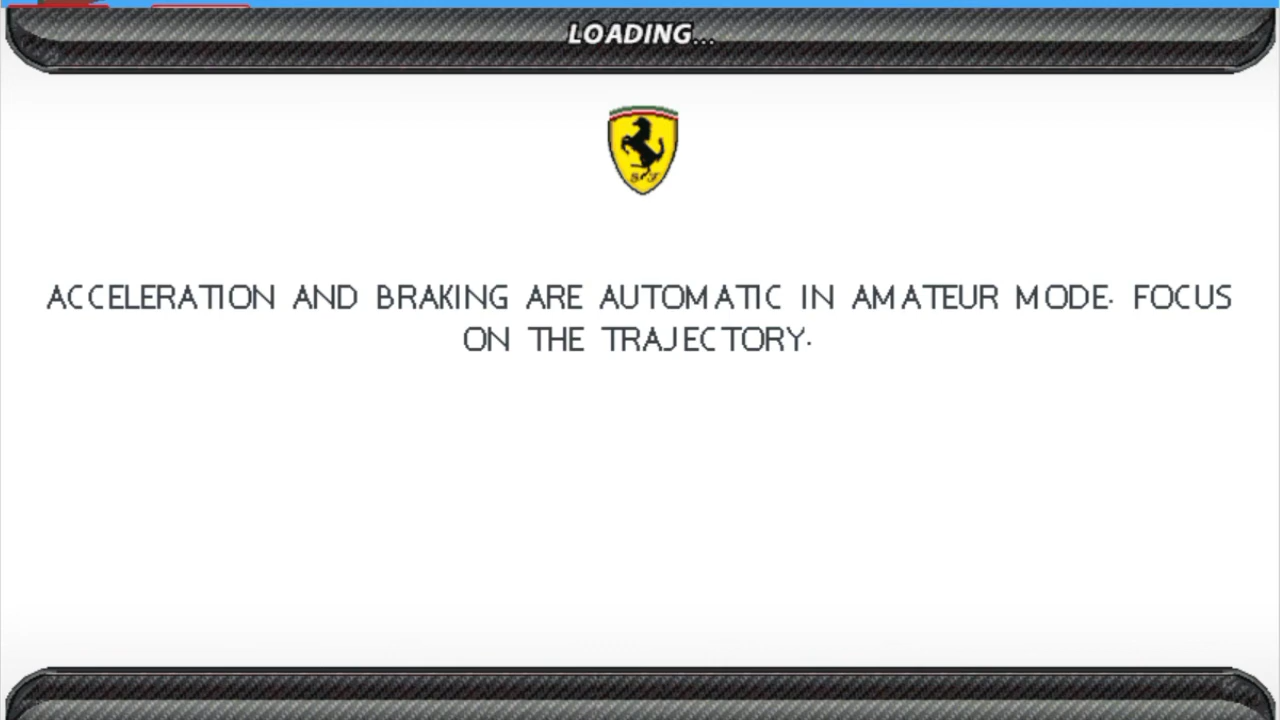 LOADING...
S F
ACCELERATION AND BRAKING ARE AUTOMATIC IN AMATEUR MODE. FOCUS
ON THE TRAJECTORY.